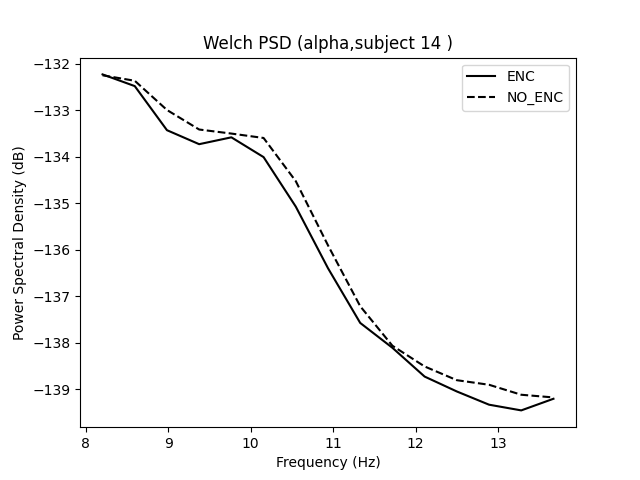 Welch PSD (alpha,subject 14 )
ENC
NO_ENC
Power Spectral Density (dB)
−132
−133
−134
−135
−136
−137
−138
−139
8 9 10 11 12 13
Frequency (Hz)